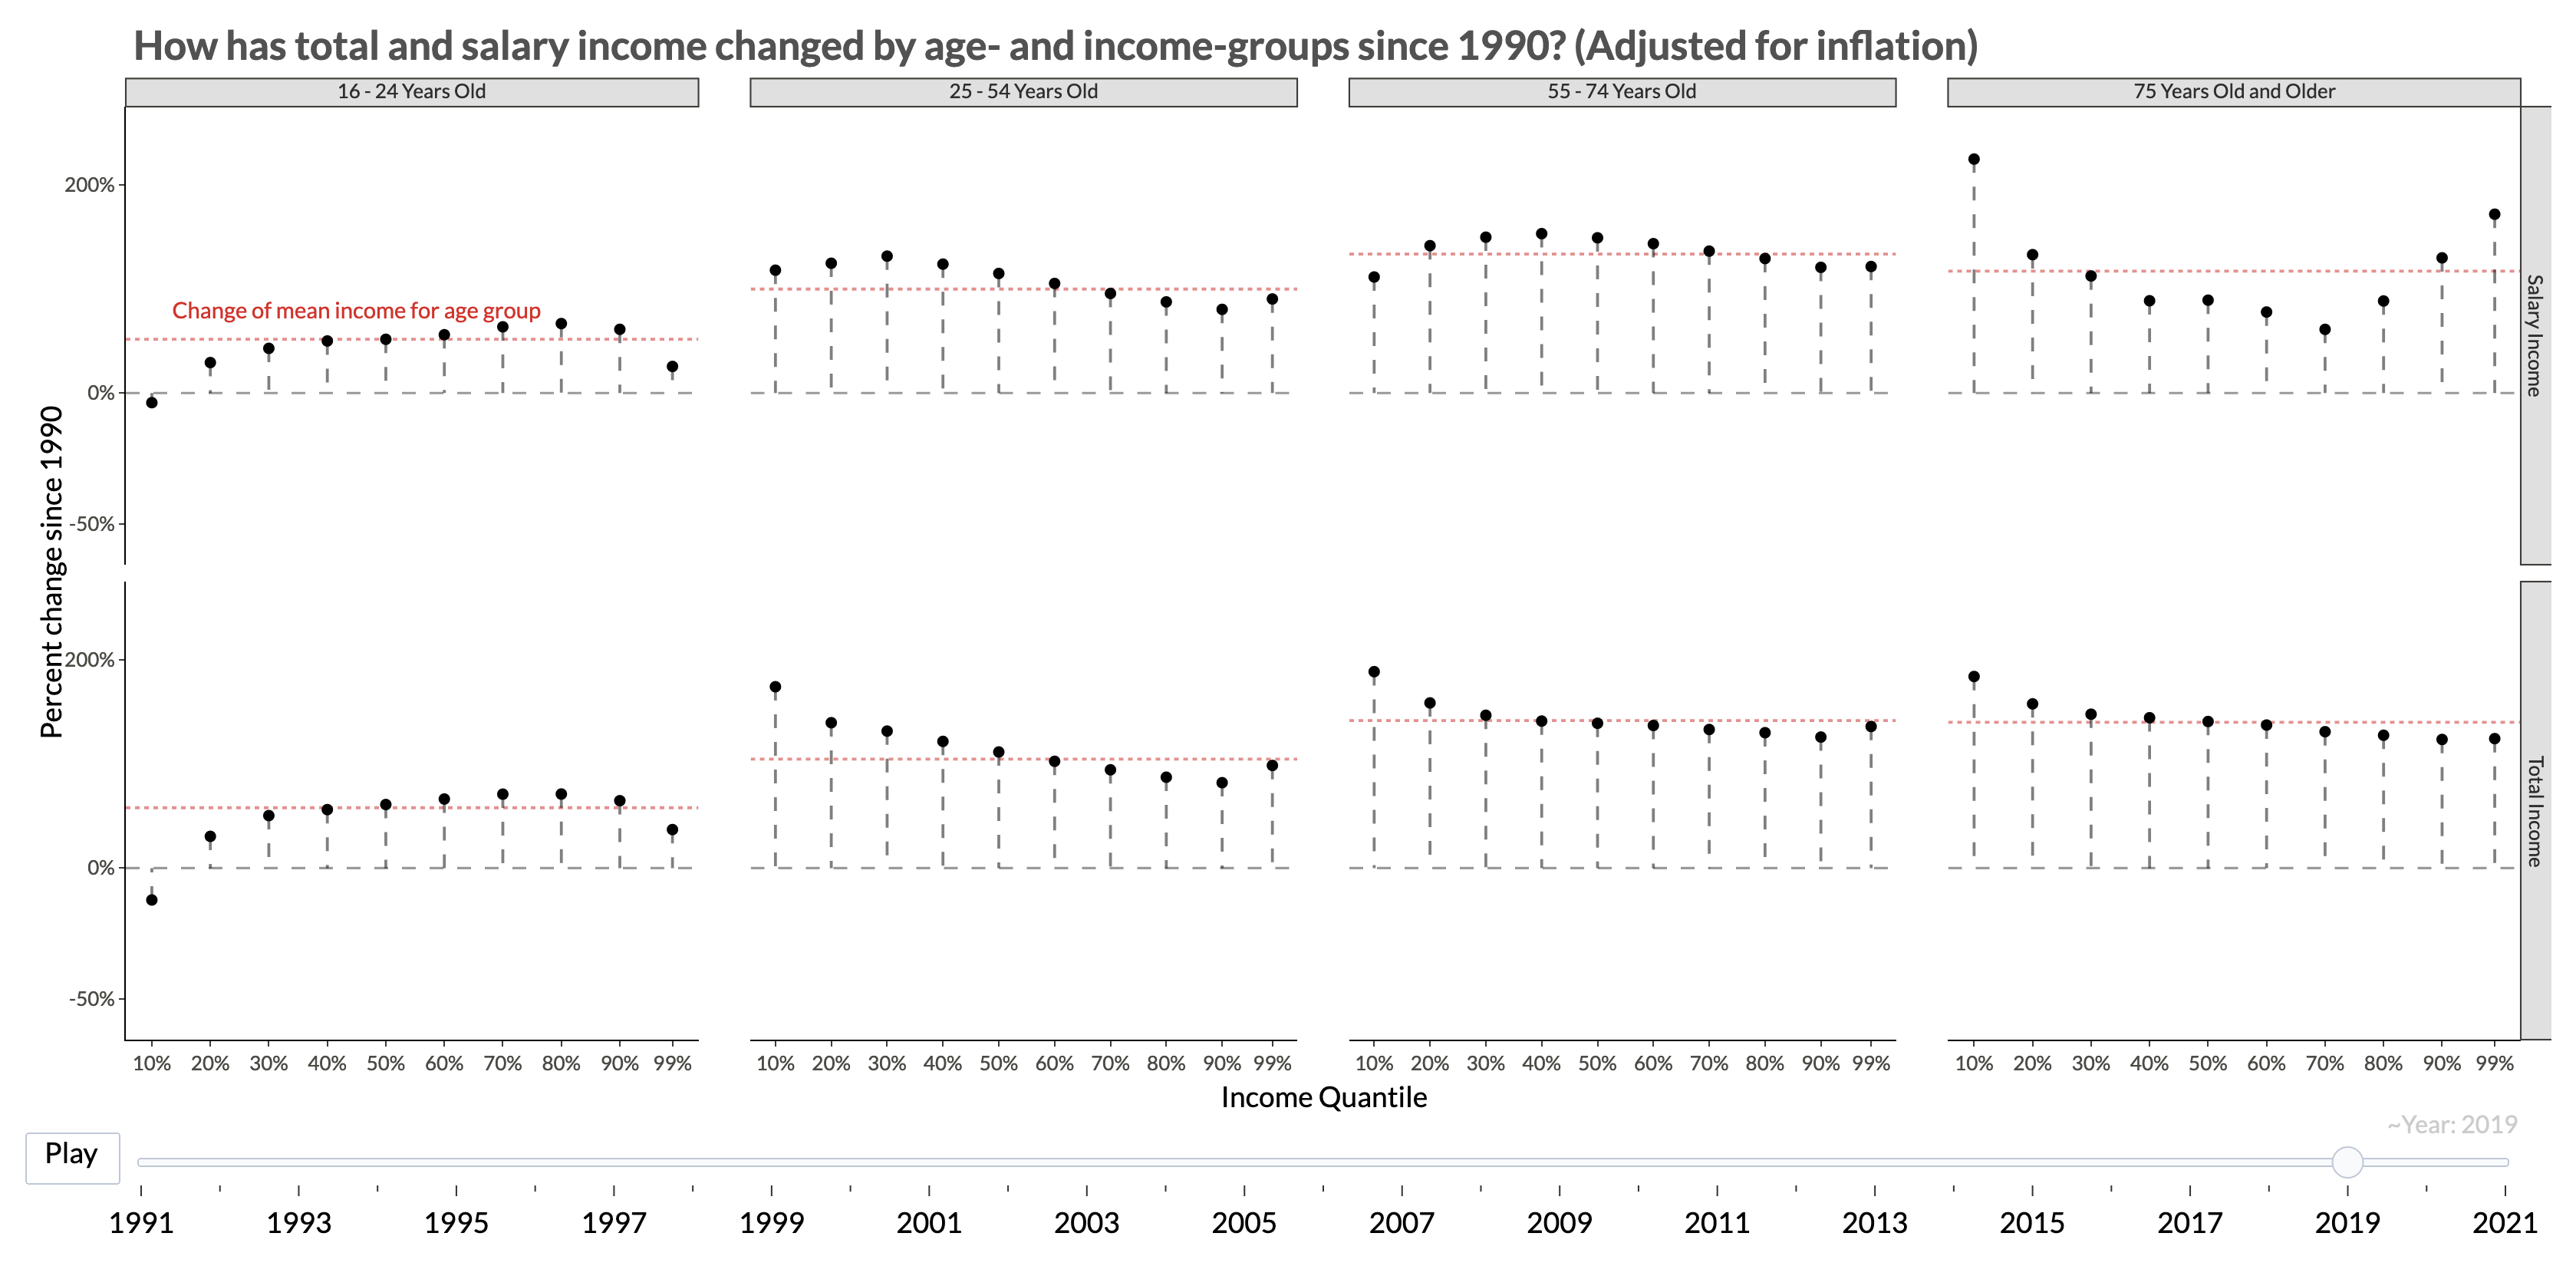 How has total and salary income changed by age- and income-groups since 1990? (Adjusted for inflation)
16 - 24 Years Old
25 - 54 Years Old
55 - 74 Years Old
75 Years Old and Older
Percent change since 1990
200%
0%
-50%
Change of mean income for age group
Salary Income
200%
0%
-50%
Total Income
10% 20% 30% 40% 50% 60% 70% 80% 90% 99%
10% 20% 30% 40% 50% 60% 70% 80% 90% 99%
10% 20% 30% 40% 50% 60% 70% 80% 90% 99%
10% 20% 30% 40% 50% 60% 70% 80% 90% 99%
Income Quantile
~Year: 2019
Play
1991 1993 1995 1997 1999 2001 2003 2005 2007 2009 2011 2013 2015 2017 2019 2021